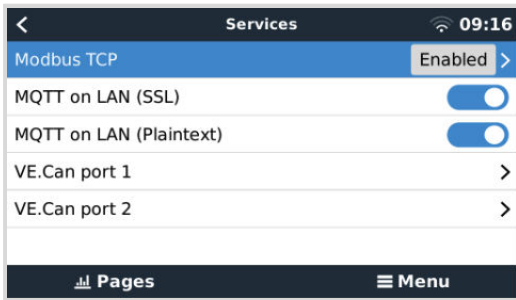 Services 09:16
Modbus TCP Enabled
MQTT on LAN (SSL)
MQTT on LAN (Plaintext)
VE.Can port 1
VE.Can port 2
Pages Menu